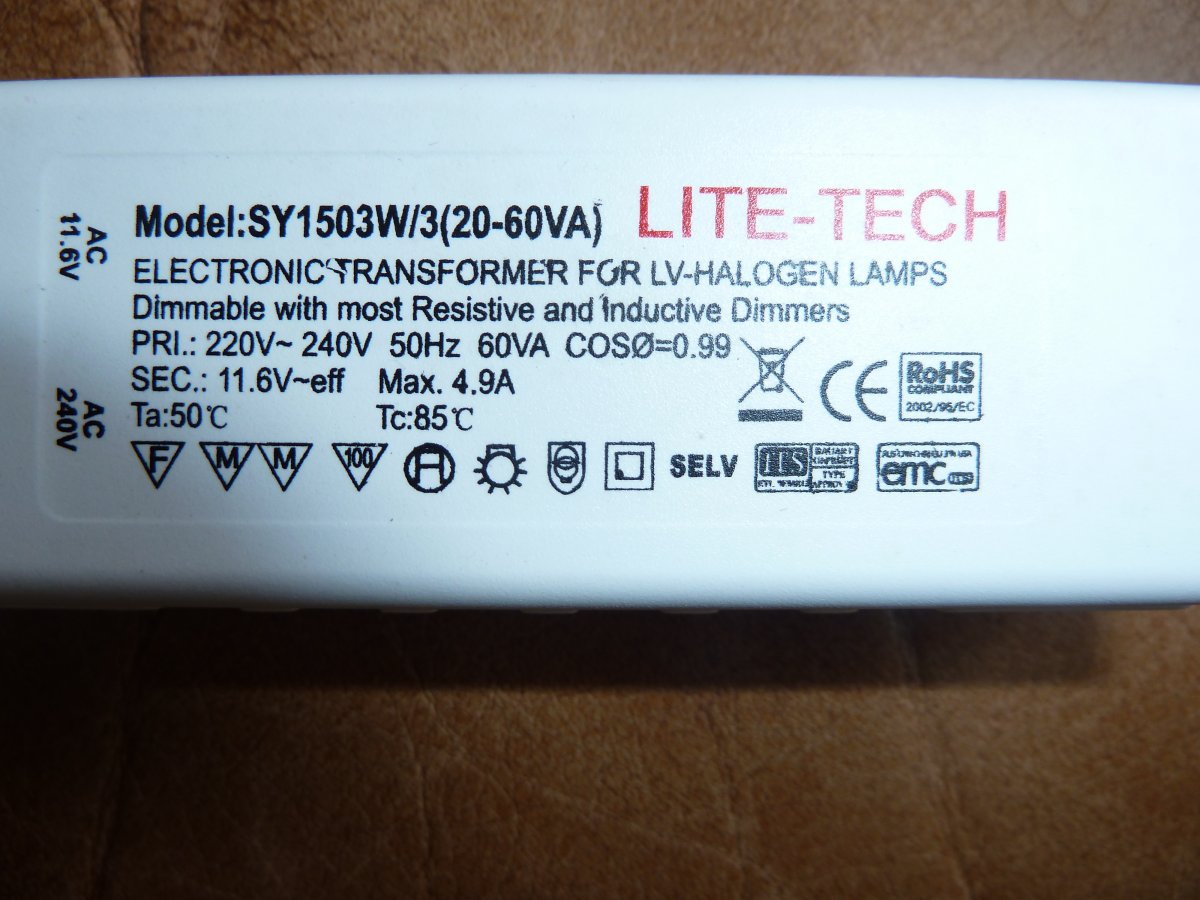 Model:SY1503W/3(20-60VA) LITE-TECH
ELECTRONIC TRANSFORMER FOR LV-HALOGEN LAMPS
Dimmable with most Resistive and Inductive Dimmers
PRI.: 220V~ 240V 50Hz 60VA COSØ=0.99
SEC.: 11.6V~eff Max. 4.9A
Ta:50℃ Tc:85℃
AC
11.6V
AC
240V
CE
RoHS
COMPLIANT
2002/95/EC
F M M 100 SELV
TYPE
emc